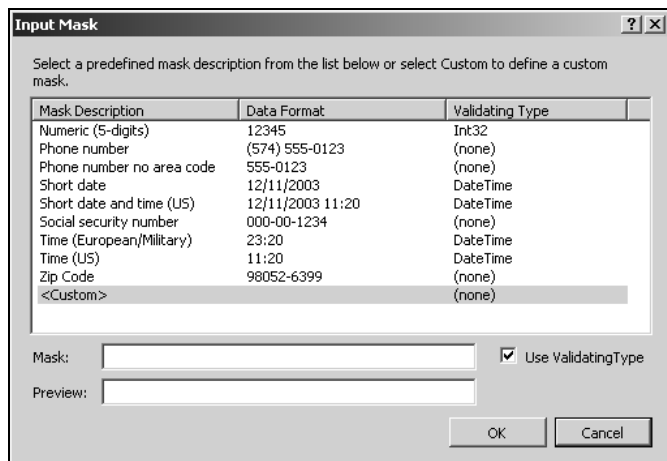 Input Mask
Select a predefined mask description from the list below or select Custom to define a custom
mask.
Mask Description Data Format Validating Type
Numeric (5-digits) 12345 Int32
Phone number (574) 555-0123 (none)
Phone number no area code 555-0123 (none)
Short date 12/11/2003 DateTime
Short date and time (US) 12/11/2003 11:20 DateTime
Social security number 000-00-1234 (none)
Time (European/Military) 23:20 DateTime
Time (US) 11:20 DateTime
Zip Code 98052-6399 (none)
<Custom> (none)
Mask: Use ValidatingType
Preview:
OK Cancel